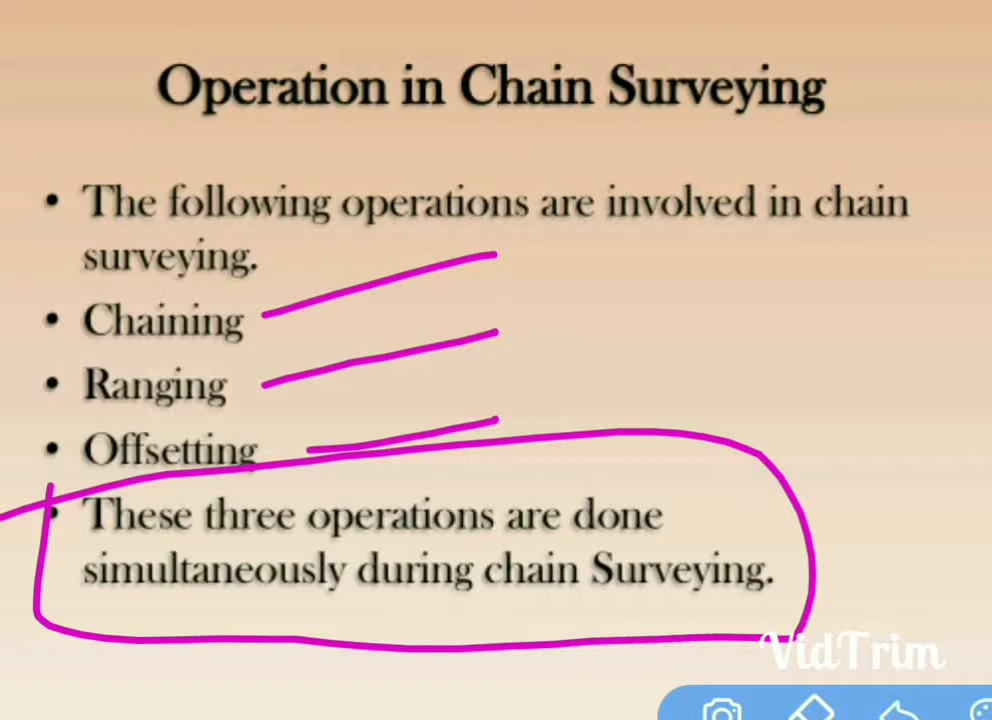 Operation in Chain Surveying
• The following operations are involved in chain
surveying.
• Chaining
• Ranging
• Offsetting
• These three operations are done
simultaneously during chain Surveying.
VidTrim